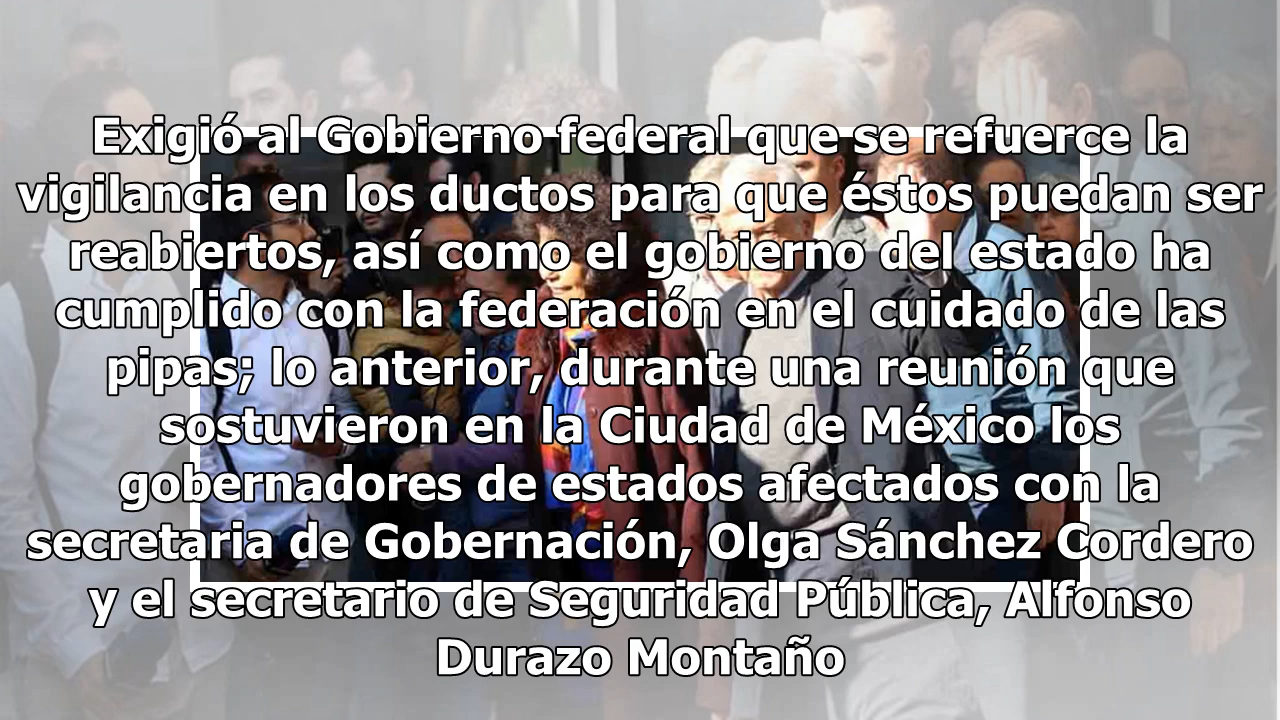 Exigió al Gobierno federal que se refuerce la
vigilancia en los ductos para que éstos puedan ser
reabiertos, así como el gobierno del estado ha
cumplido con la federación en el cuidado de las
pipas; lo anterior, durante una reunión que
sostuvieron en la Ciudad de México los
gobernadores de estados afectados con la
secretaria de Gobernación, Olga Sánchez Cordero
y el secretario de Seguridad Pública, Alfonso
Durazo Montaño